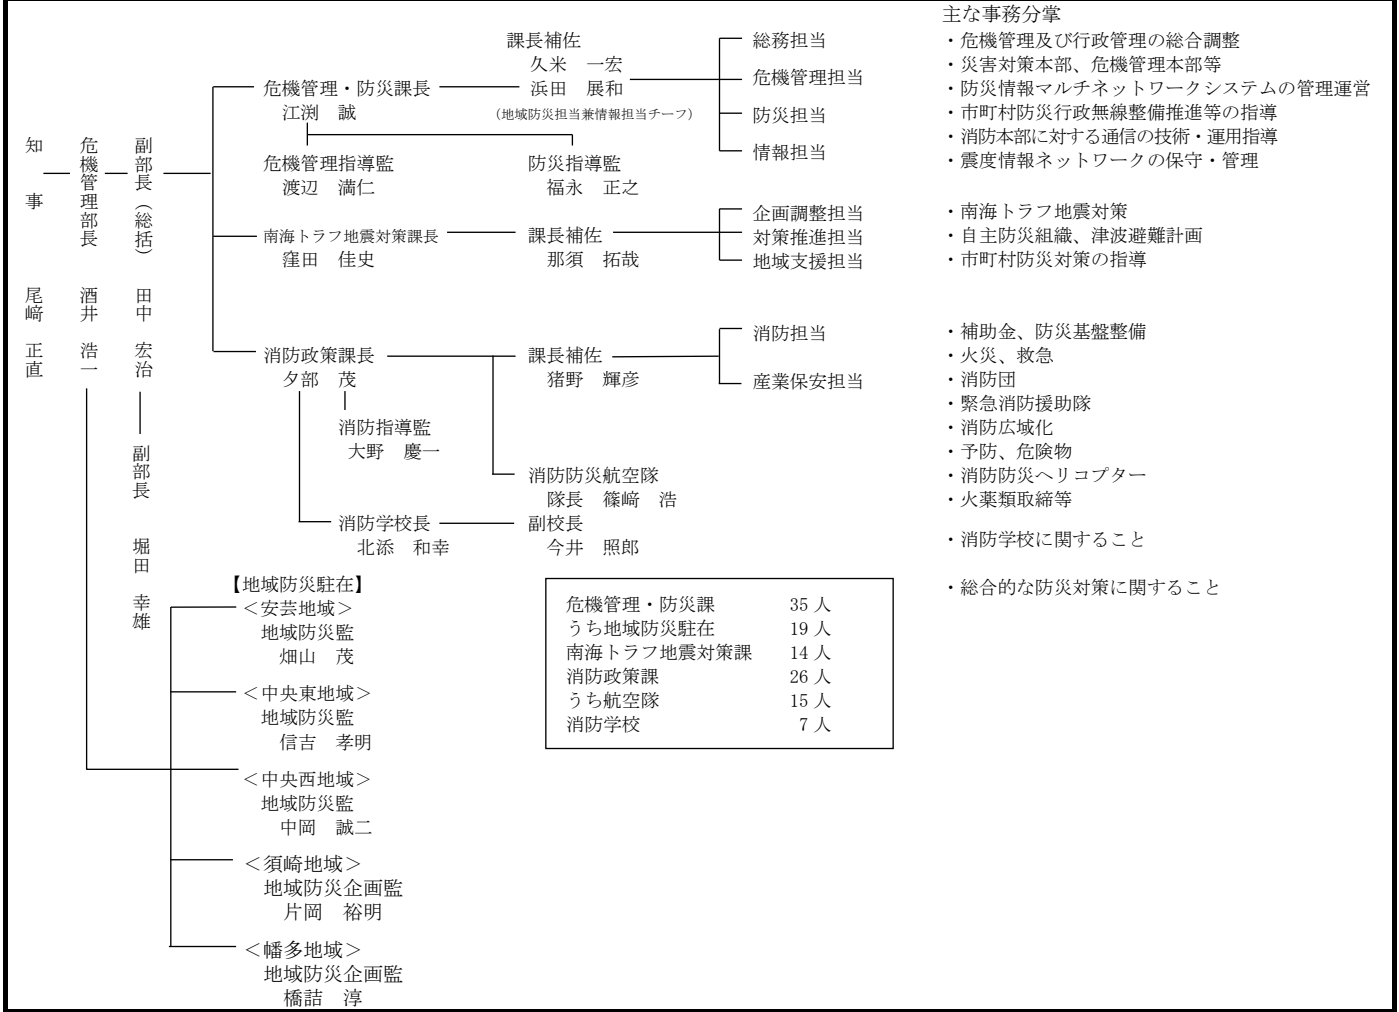 主な事務分掌
知事　尾﨑　正直
危機管理部長　酒井　浩一
副部長（総括）　田中　宏治
副部長　堀田　幸雄
危機管理・防災課長
江渕　誠
課長補佐
久米　一宏
浜田　展和
（地域防災担当兼情報担当チーフ）
総務担当
危機管理担当
防災担当
情報担当
危機管理指導監
渡辺　満仁
防災指導監
福永　正之
・危機管理及び行政管理の総合調整
・災害対策本部、危機管理本部等
・防災情報マルチネットワークシステムの管理運営
・市町村防災行政無線整備推進等の指導
・消防本部に対する通信の技術・運用指導
・震度情報ネットワークの保守・管理
南海トラフ地震対策課長
窪田　佳史
課長補佐
那須　拓哉
企画調整担当
対策推進担当
地域支援担当
・南海トラフ地震対策
・自主防災組織、津波避難計画
・市町村防災対策の指導
消防政策課長
夕部　茂
課長補佐
猪野　輝彦
消防担当
産業保安担当
消防指導監
大野　慶一
消防防災航空隊
隊長　篠﨑　浩
消防学校長
北添　和幸
副校長
今井　照郎
・補助金、防災基盤整備
・火災、救急
・消防団
・緊急消防援助隊
・消防広域化
・予防、危険物
・消防防災ヘリコプター
・火薬類取締等
・消防学校に関すること
・総合的な防災対策に関すること
【地域防災駐在】
＜安芸地域＞
地域防災監
畑山　茂
＜中央東地域＞
地域防災監
信吉　孝明
＜中央西地域＞
地域防災監
中岡　誠二
＜須崎地域＞
地域防災企画監
片岡　裕明
＜幡多地域＞
地域防災企画監
橋詰　淳
危機管理・防災課　35 人
うち地域防災駐在　19 人
南海トラフ地震対策課　14 人
消防政策課　26 人
うち航空隊　15 人
消防学校　7 人